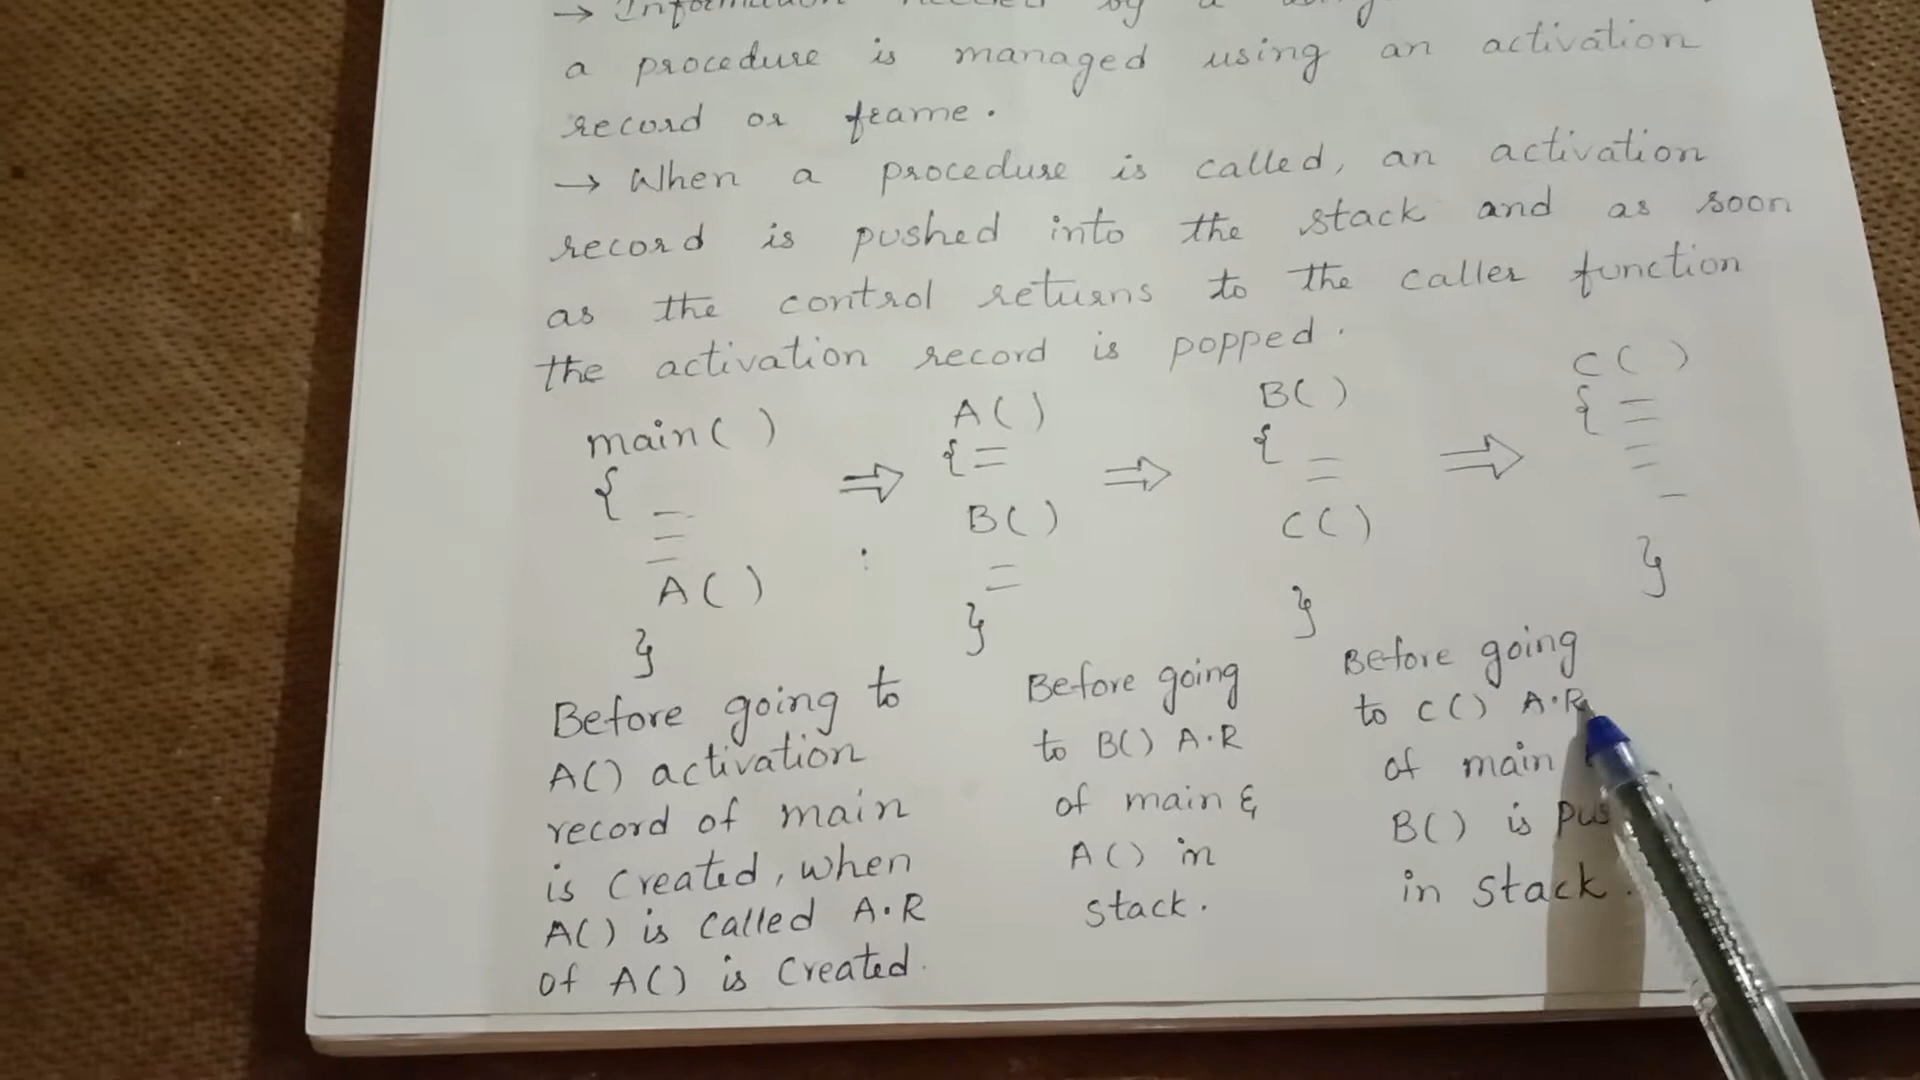 → Information needed by a
a procedure is managed using an activation
record or frame.
→ When a procedure is called, an activation
record is pushed into the stack and as soon
as the control returns to the caller function
the activation record is popped.
main( )
{
A( )
}
A( )
{
B( )
}
B( )
{
C( )
}
C( )
{
}
Before going to
A() activation
record of main
is created, when
A() is called A.R
of A() is created.
Before going
to B() A.R
of main &
A() in
stack.
Before going
to C() A.R
of main
B() is
in stack.